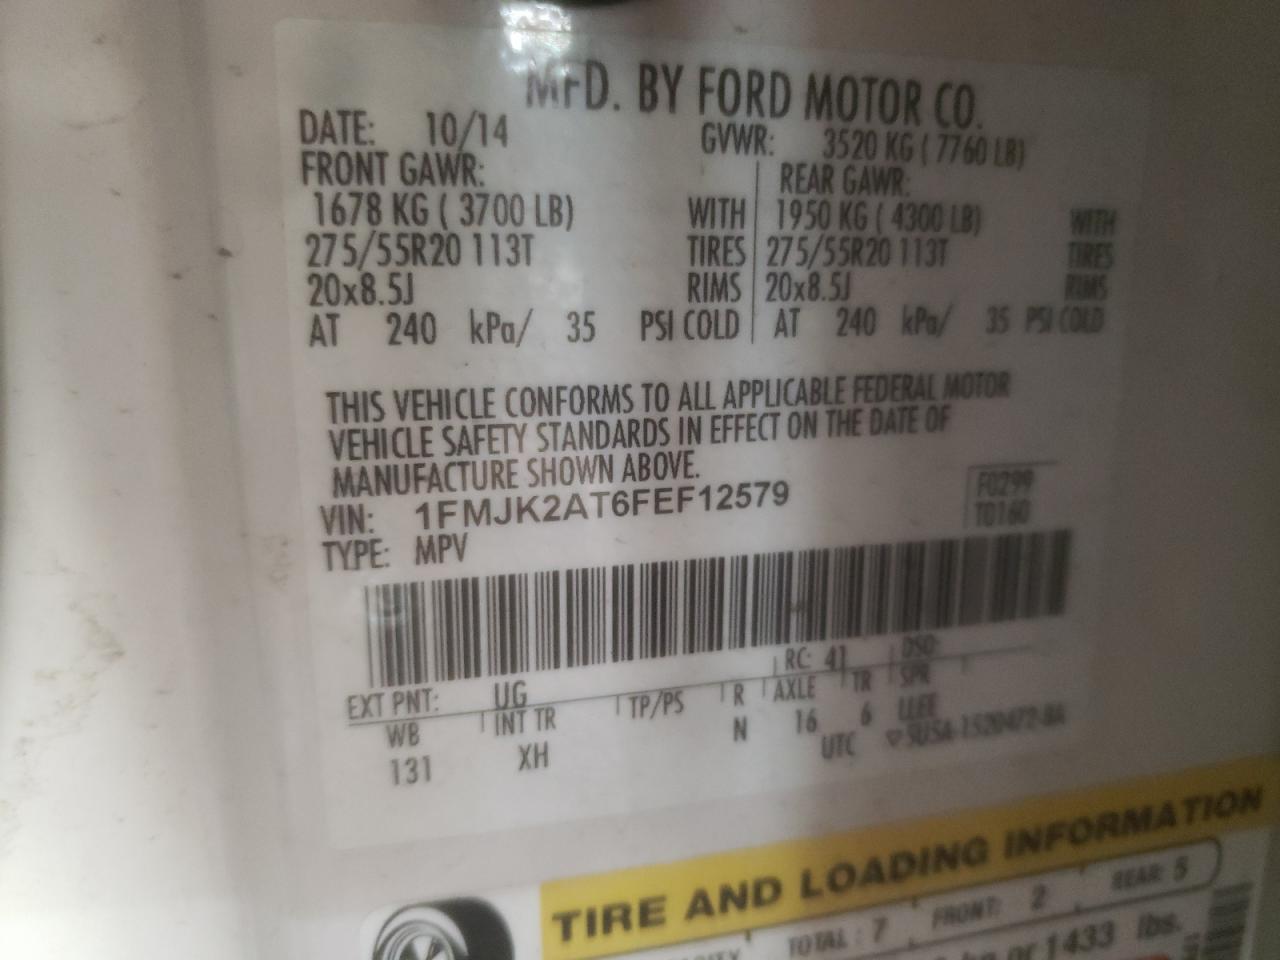 MFD. BY FORD MOTOR CO.
DATE: 10/14 GVWR: 3520 KG ( 7760 LB)
FRONT GAWR: REAR GAWR:
1678 KG ( 3700 LB) WITH 1950 KG ( 4300 LB) WITH
275/55R20 113T TIRES 275/55R20 113T TIRES
20x8.5J RIMS 20x8.5J RIMS
AT 240 kPa/ 35 PSI COLD AT 240 kPa/ 35 PSI COLD
THIS VEHICLE CONFORMS TO ALL APPLICABLE FEDERAL MOTOR
VEHICLE SAFETY STANDARDS IN EFFECT ON THE DATE OF
MANUFACTURE SHOWN ABOVE.
VIN: 1FMJK2AT6FEF12579 F0299
TYPE: MPV T0160
EXT PNT: UG RC: 41 DSO:
WB INT TR TP/PS R AXLE TR SPR
131 XH N 16 6 LLEE
UTC ▽5U5A-1520472-BA
TIRE AND LOADING INFORMATION
TOTAL : 7 FRONT: 2 REAR: 5
kg or 1433 lbs.